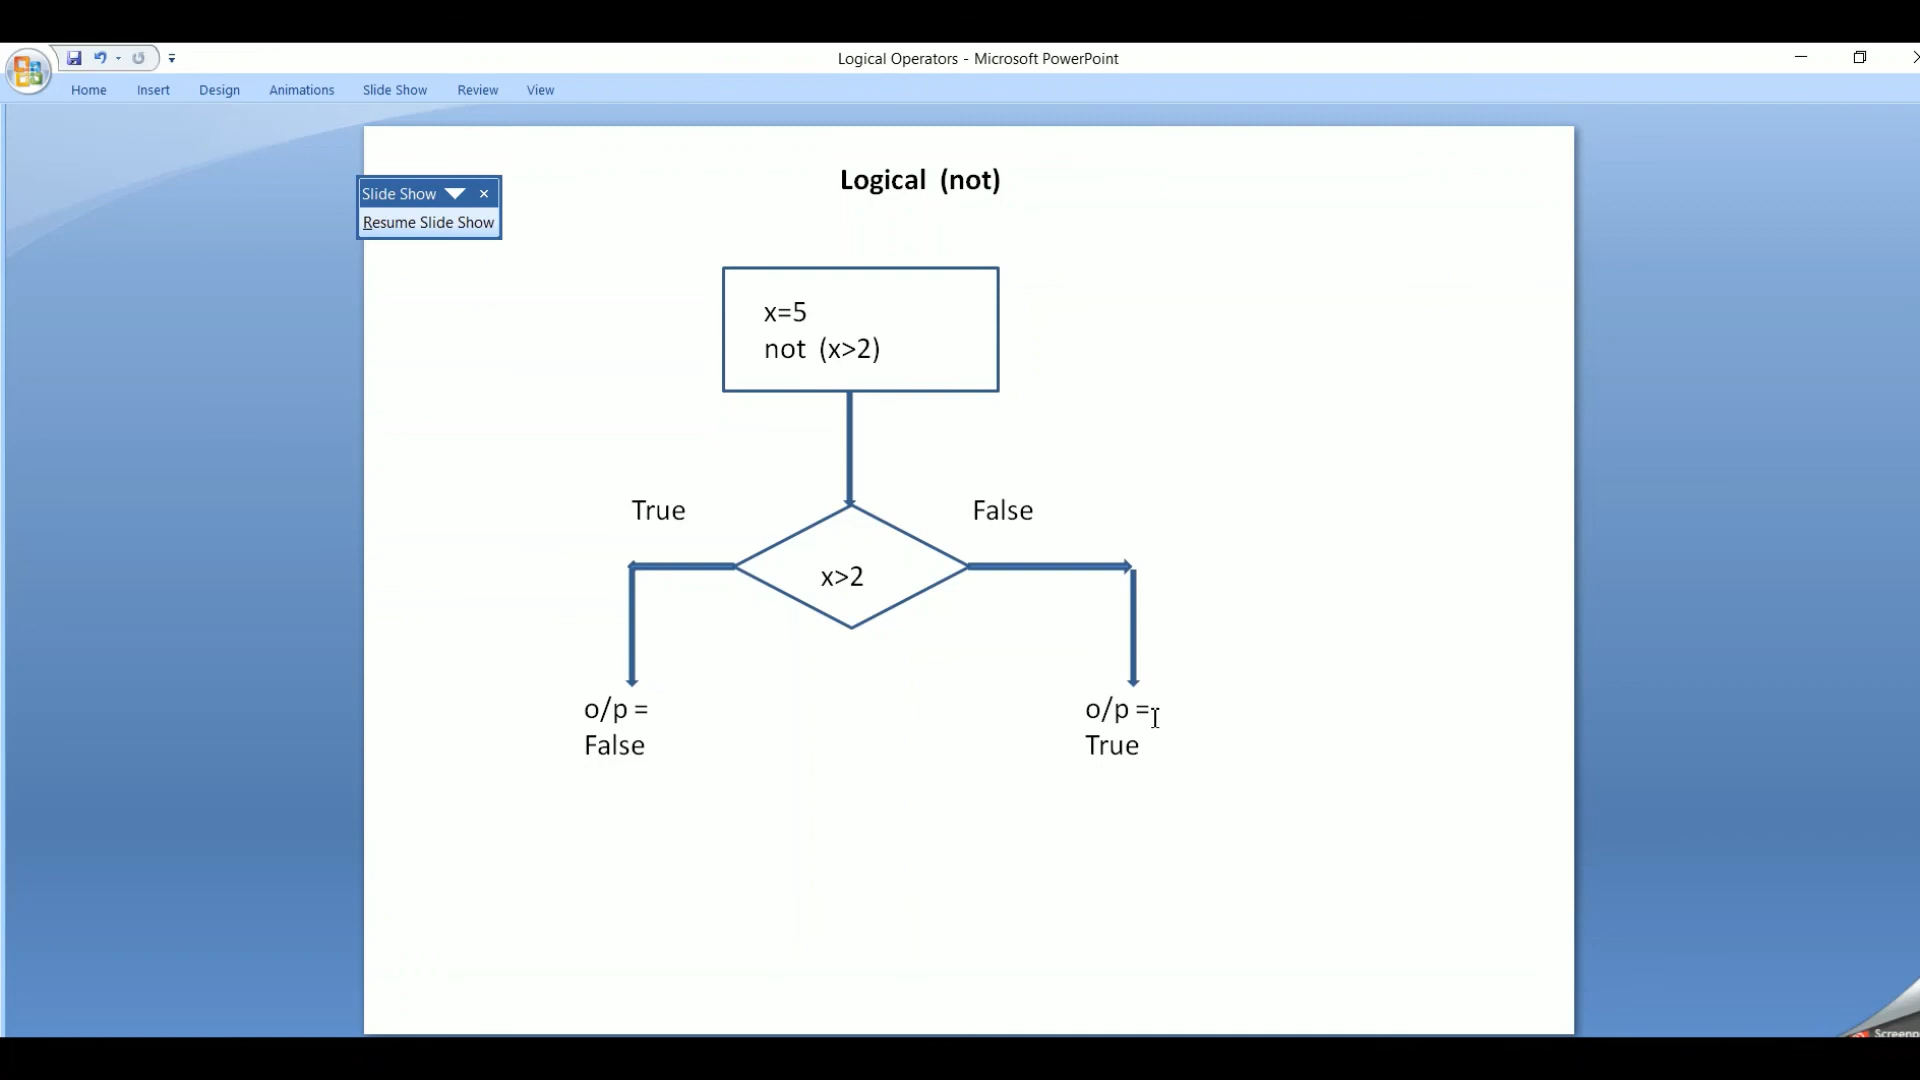 Logical Operators - Microsoft PowerPoint
Home Insert Design Animations Slide Show Review View
Logical (not)
Slide Show
Resume Slide Show
x=5
not (x>2)
True
False
x>2
o/p =
False
o/p =
True